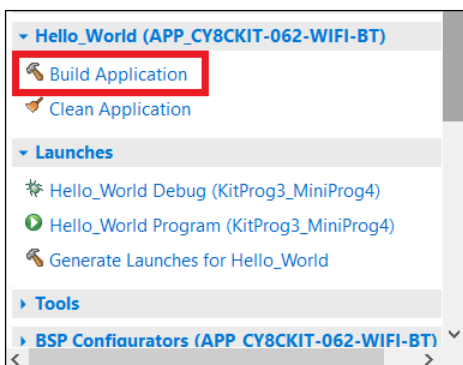 Hello_World (APP_CY8CKIT-062-WIFI-BT)
Build Application
Clean Application
Launches
Hello_World Debug (KitProg3_MiniProg4)
Hello_World Program (KitProg3_MiniProg4)
Generate Launches for Hello_World
Tools
BSP Configurators (APP_CY8CKIT-062-WIFI-BT)